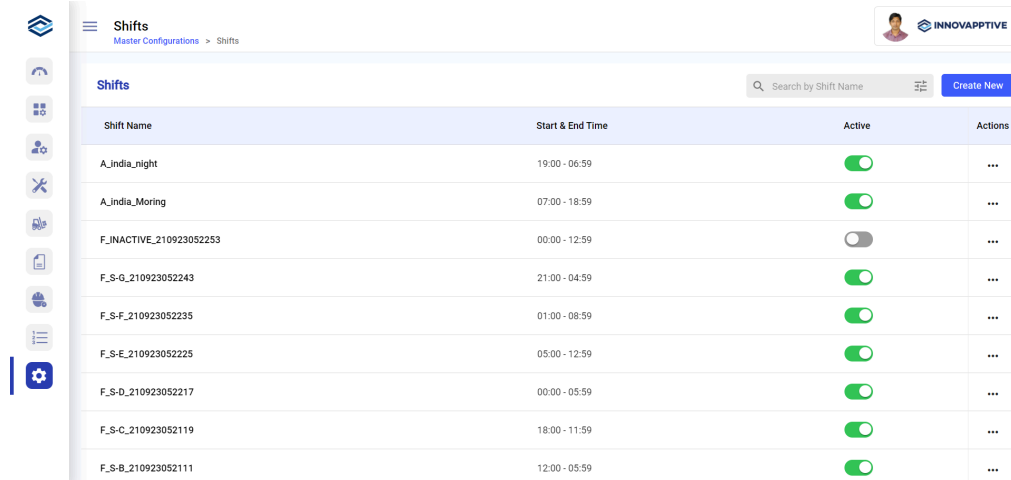 Shifts
Master Configurations > Shifts
INNOVAPPTIVE
Shifts
Search by Shift Name
Create New
Shift Name Start & End Time Active Actions
A_india_night 19:00 - 06:59
A_india_Moring 07:00 - 18:59
F_INACTIVE_210923052253 00:00 - 12:59
F_S-G_210923052243 21:00 - 04:59
F_S-F_210923052235 01:00 - 08:59
F_S-E_210923052225 05:00 - 12:59
F_S-D_210923052217 00:00 - 05:59
F_S-C_210923052119 18:00 - 11:59
F_S-B_210923052111 12:00 - 05:59